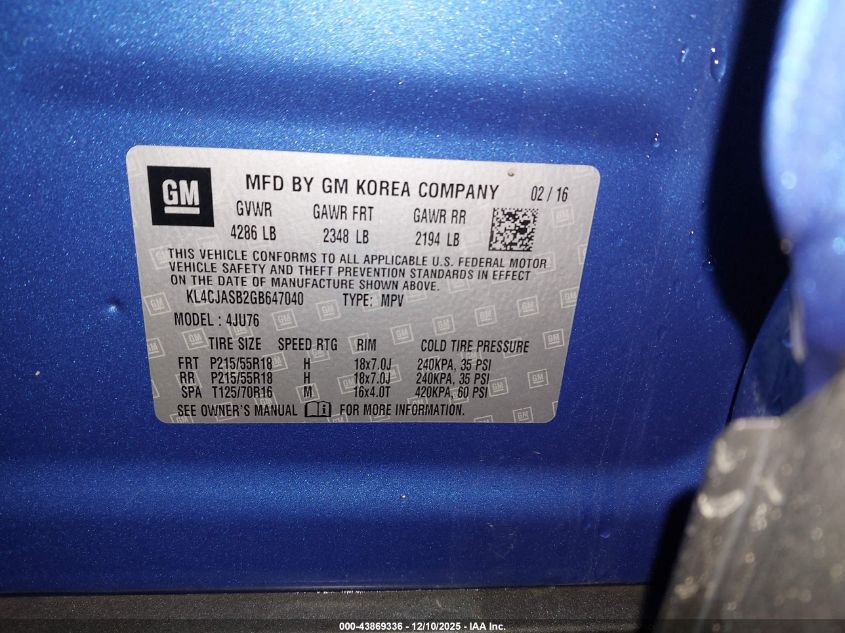 GM MFD BY GM KOREA COMPANY 02 / 16
GVWR GAWR FRT GAWR RR
4286 LB 2348 LB 2194 LB
THIS VEHICLE CONFORMS TO ALL APPLICABLE U.S. FEDERAL MOTOR
VEHICLE SAFETY AND THEFT PREVENTION STANDARDS IN EFFECT
ON DATE OF MANUFACTURE SHOWN ABOVE.
KL4CJASB2GB647040 TYPE: MPV
MODEL : 4JU76
TIRE SIZE SPEED RTG RIM COLD TIRE PRESSURE
FRT P215/55R18 H 18x7.0J 240KPA, 35 PSI
RR P215/55R18 H 18x7.0J 240KPA, 35 PSI
SPA T125/70R16 M 16x4.0T 420KPA, 60 PSI
SEE OWNER'S MANUAL FOR MORE INFORMATION.
000-43869336 - 12/10/2025 - IAA Inc.